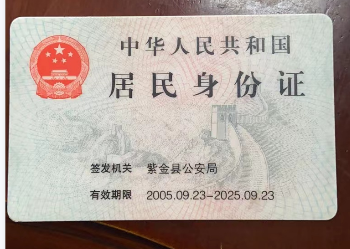 中华人民共和国
居民身份证
签发机关 紫金县公安局
有效期限 2005.09.23-2025.09.23